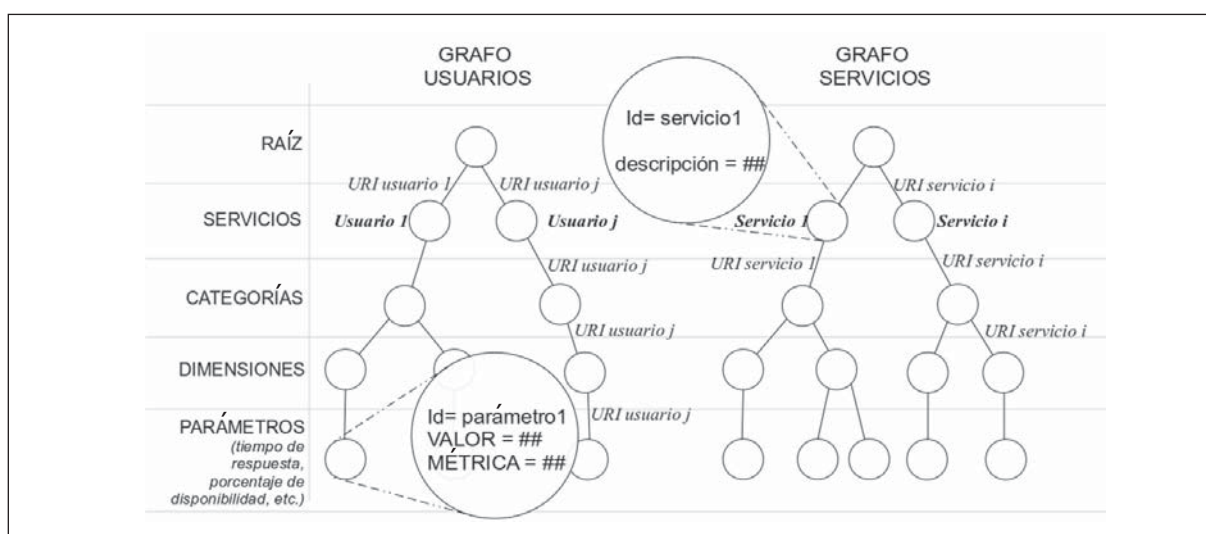 GRAFO
USUARIOS
GRAFO
SERVICIOS
Id= servicio1
descripción = ##
RAÍZ
URI usuario 1
URI usuario j
URI servicio i
SERVICIOS
Usuario 1
Usuario j
Servicio 1
Servicio i
URI usuario j
URI servicio 1
URI servicio i
CATEGORÍAS
URI usuario j
URI servicio i
DIMENSIONES
PARÁMETROS
(tiempo de
respuesta,
porcentaje de
disponibilidad, etc.)
Id= parámetro1
VALOR = ##
MÉTRICA = ##
URI usuario j